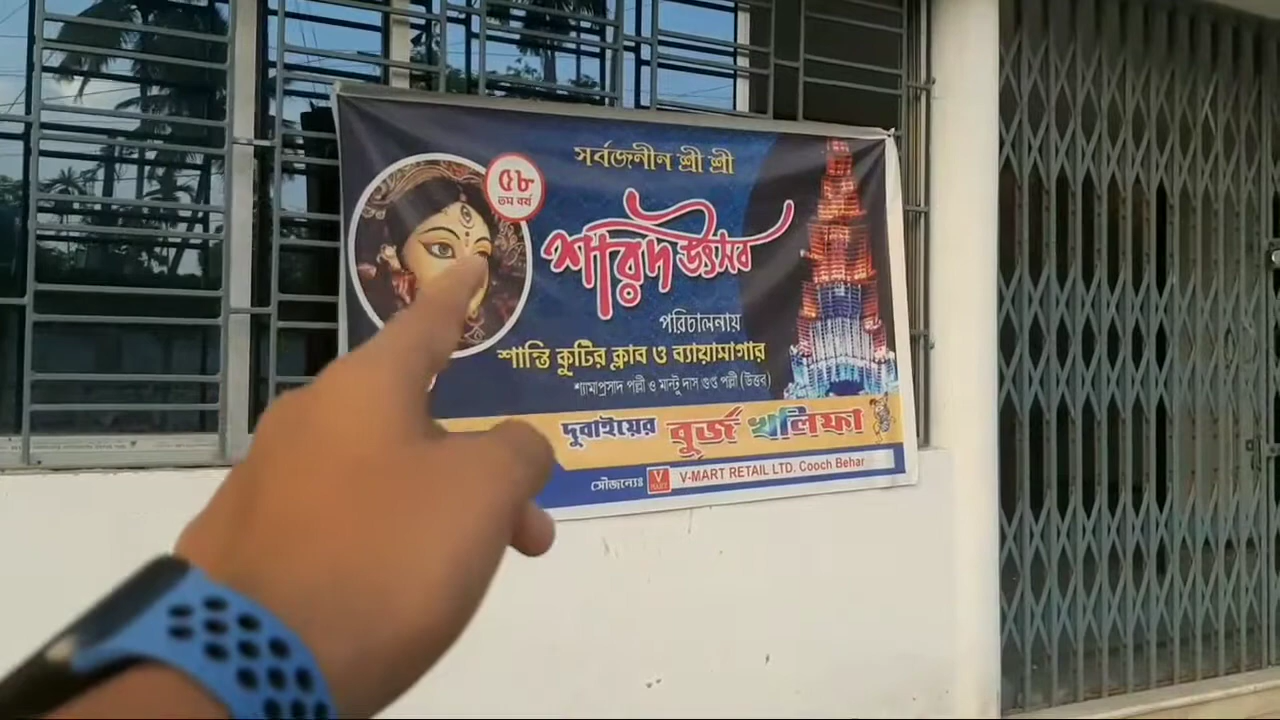 সর্বজনীন শ্রী শ্রী
৫৮
তম বর্ষ
শারদ উৎসব
পরিচালনায়
শান্তি কুটির ক্লাব ও ব্যায়ামাগার
শ্যামাপ্রসাদ পল্লী ও মান্টু দাস গুপ্ত পল্লী (উত্তর)
দুবাইয়ের বুর্জ খলিফা
সৌজন্যেঃ V MART V-MART RETAIL LTD. Cooch Behar